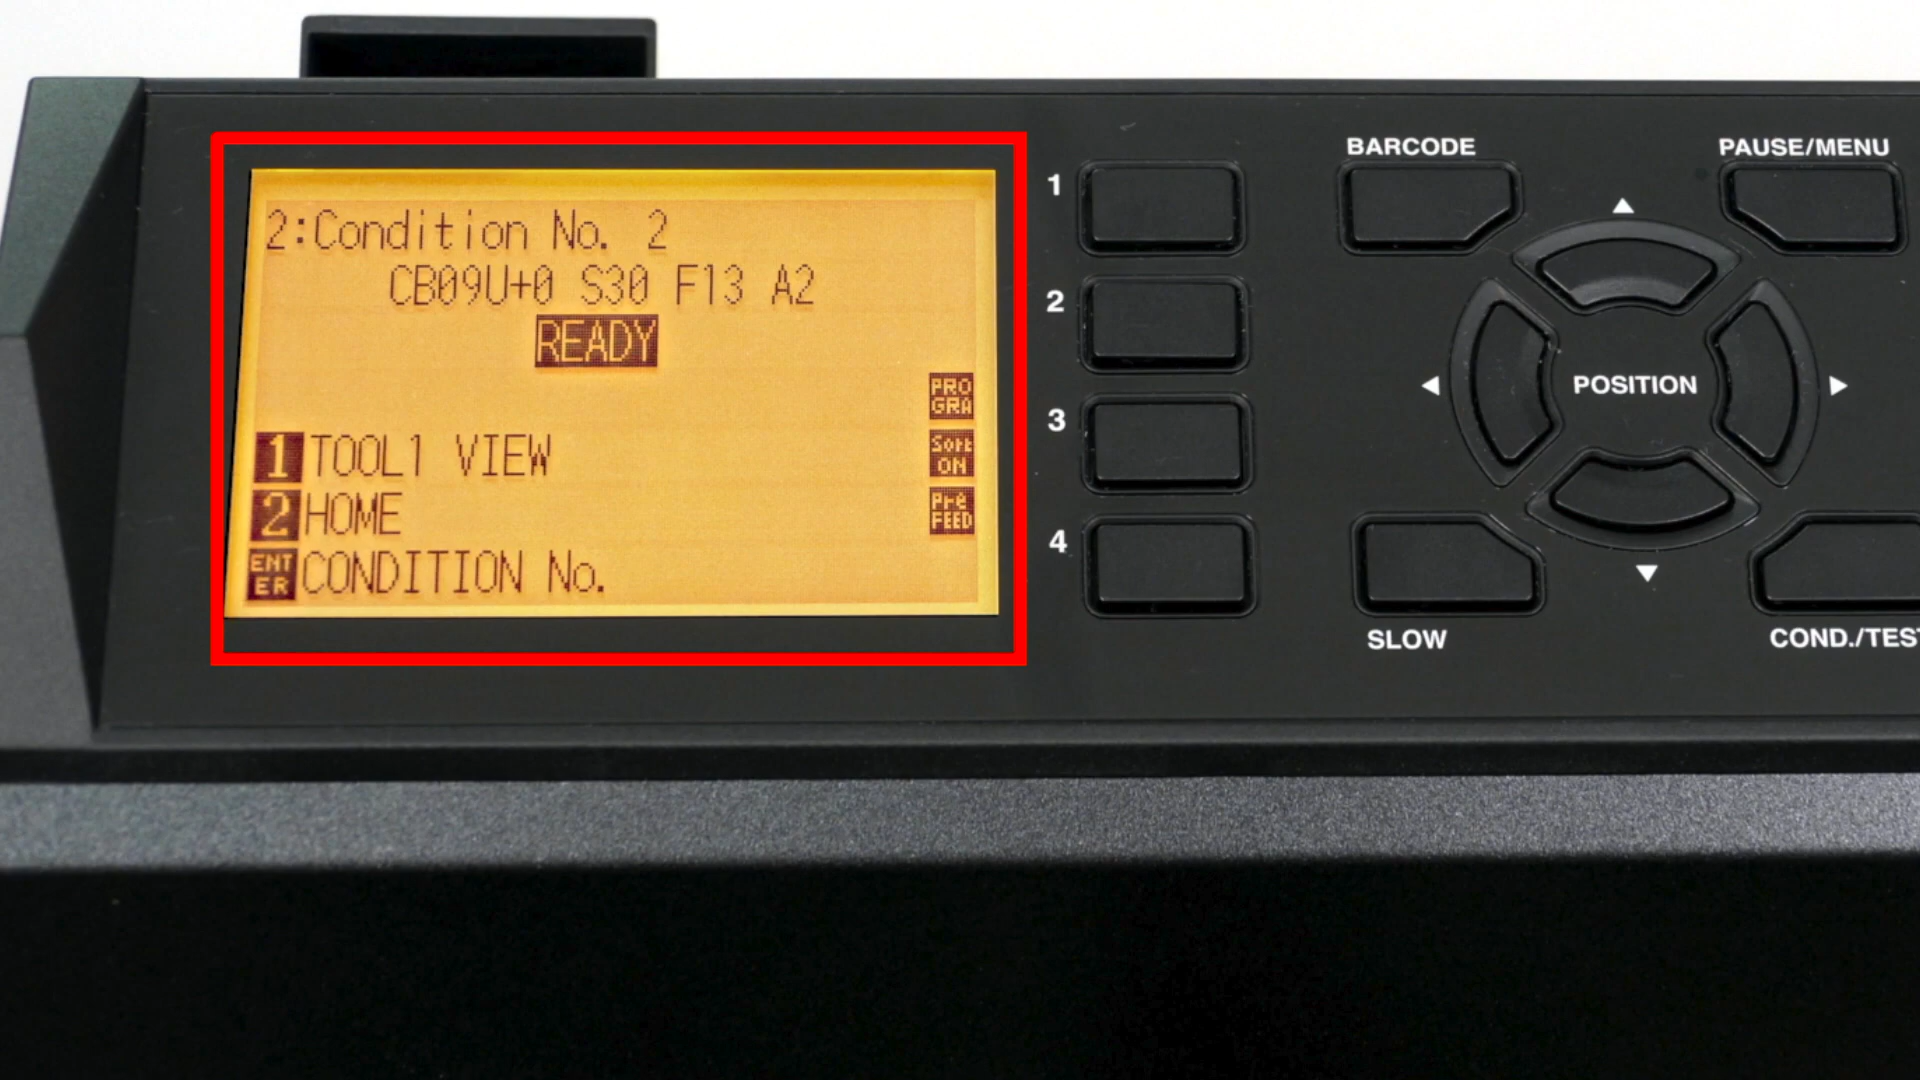 2:Condition No. 2
CB09U+0 S30 F13 A2
READY
PRO
GRA
1 TOOL1 VIEW
Sort
ON
2 HOME
Pre
FEED
ENT
ER CONDITION No.
1
2
3
4
BARCODE
PAUSE/MENU
POSITION
SLOW
COND./TEST